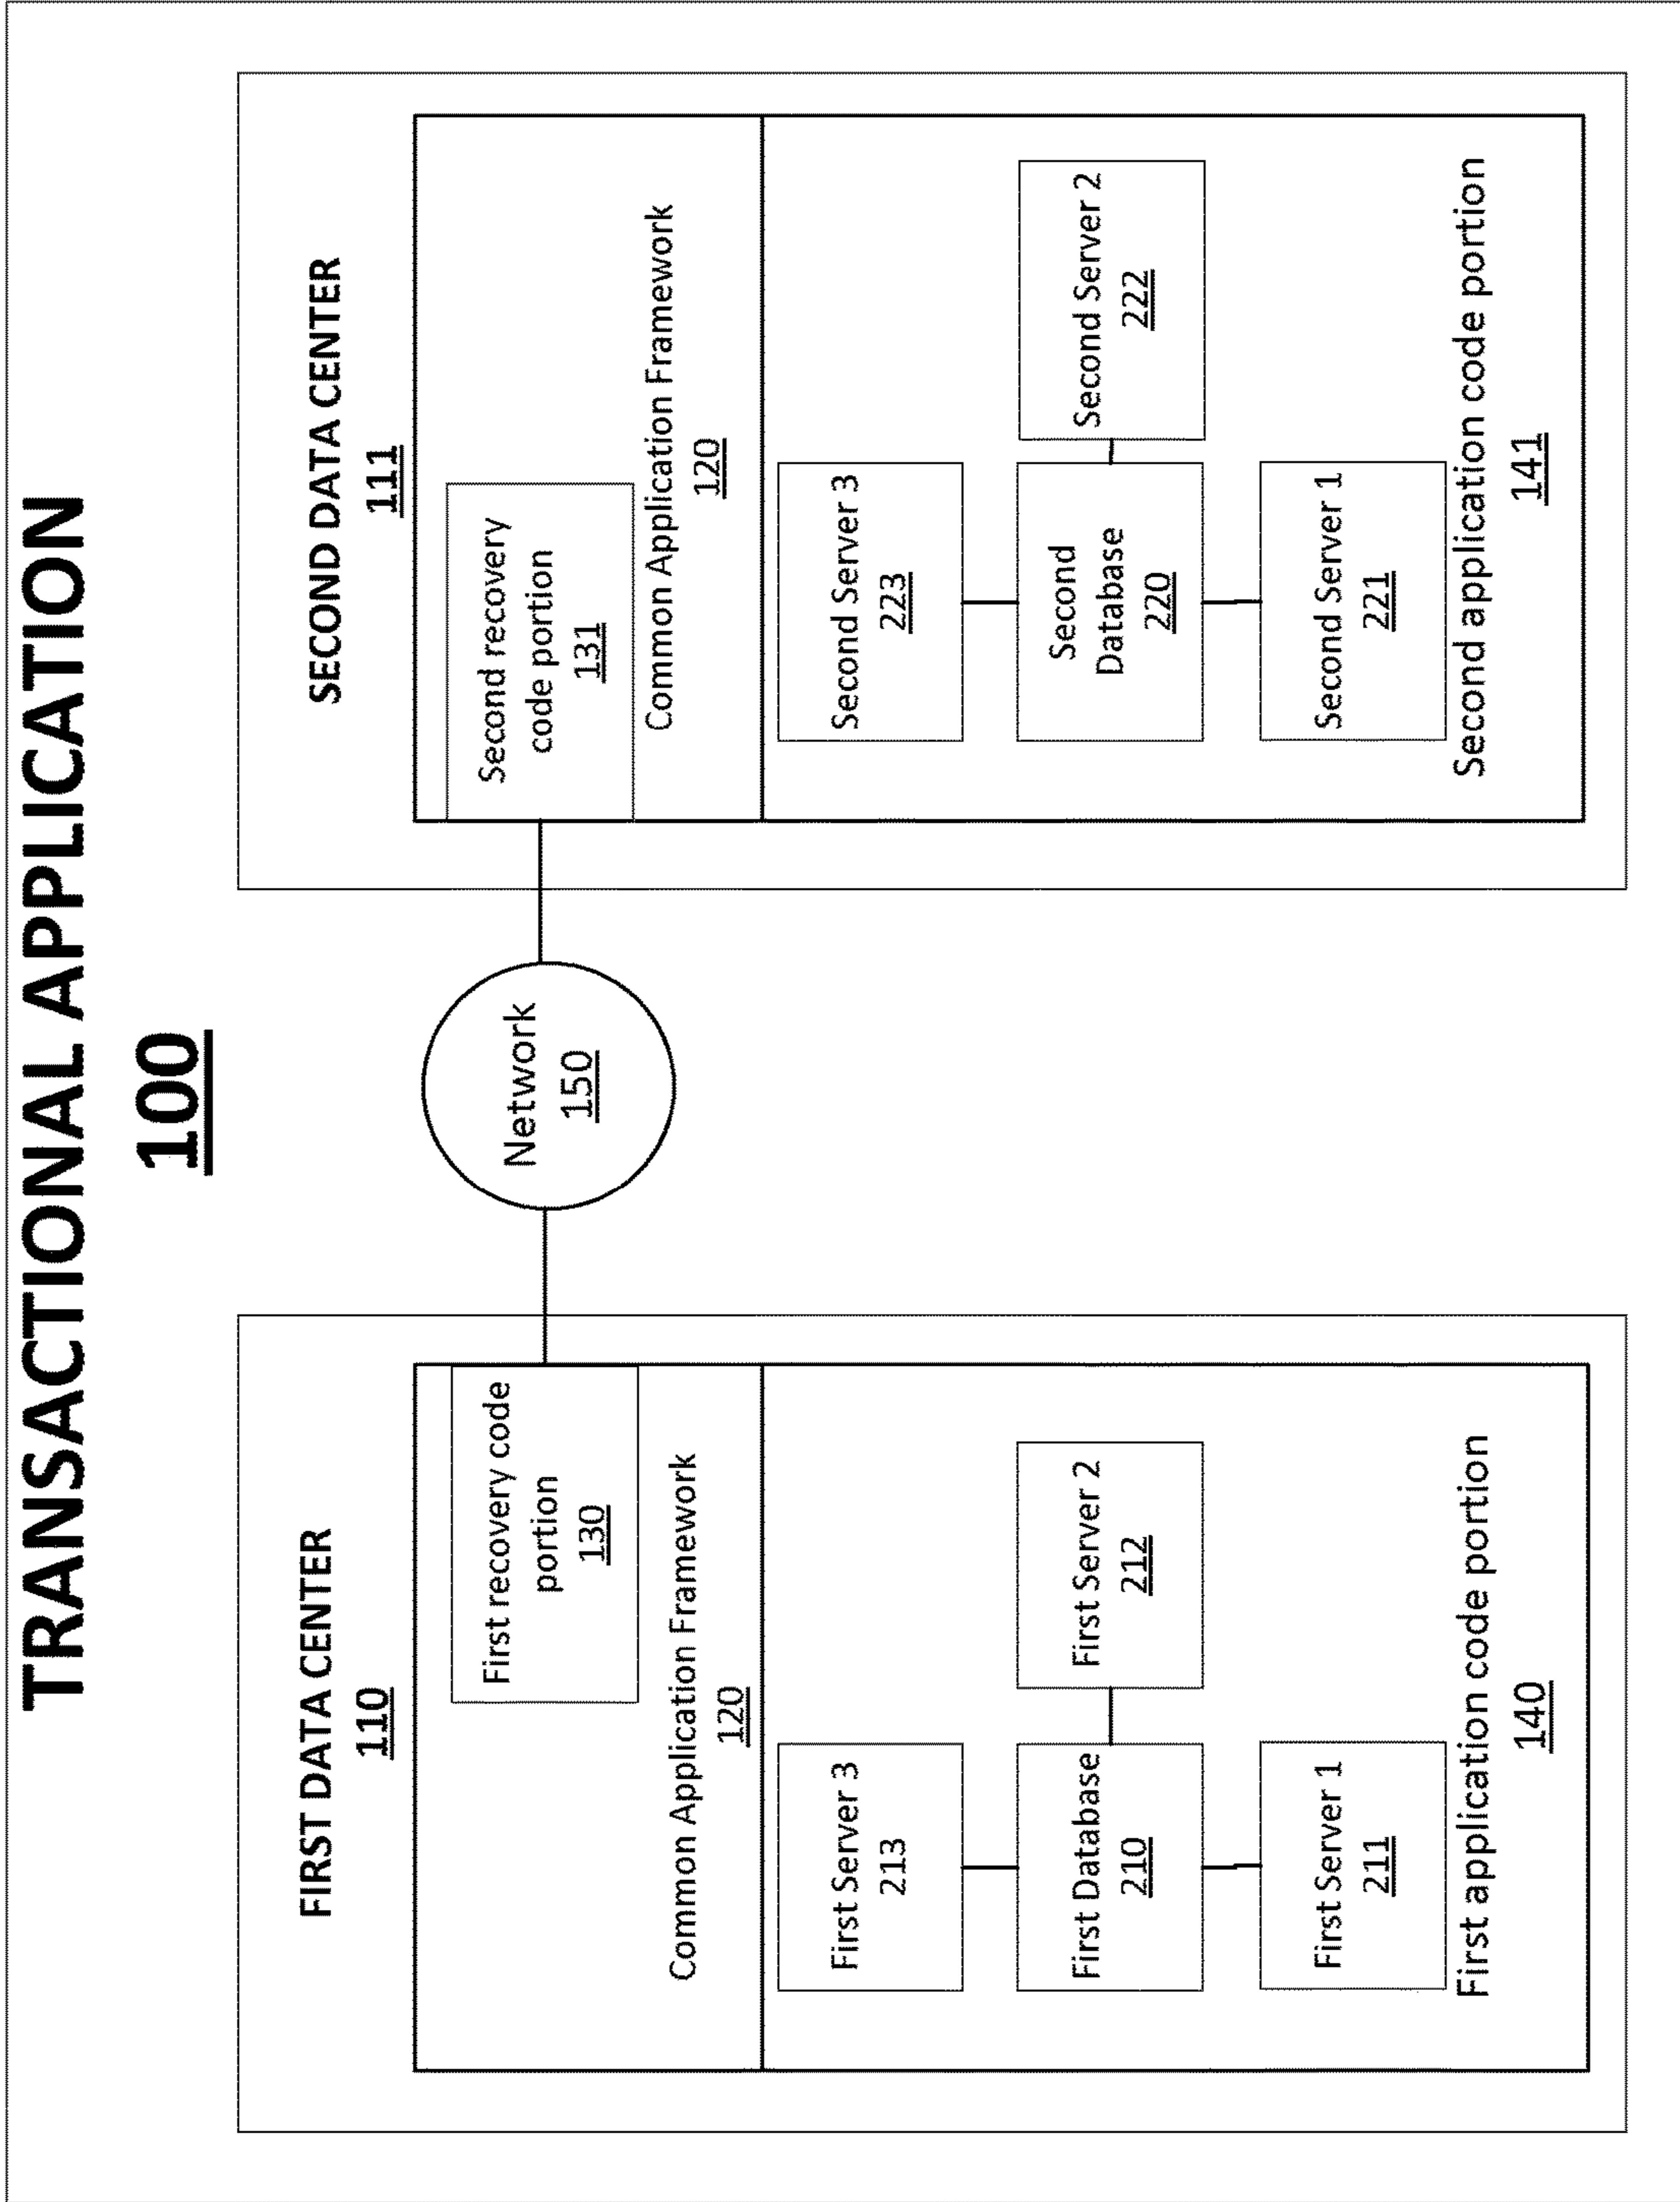 TRANSACTIONAL APPLICATION
100
FIRST DATA CENTER
110
First recovery code
portion
130
Common Application Framework
120
First Server 3
213
First Database
210
First Server 2
212
First Server 1
211
First application code portion
140
Network
150
SECOND DATA CENTER
111
Second recovery
code portion
131
Common Application Framework
120
Second Server 3
223
Second
Database
220
Second Server 2
222
Second Server 1
221
Second application code portion
141